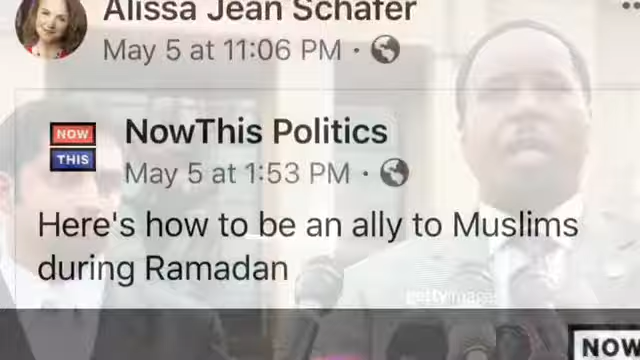 Alissa Jean Schafer
May 5 at 11:06 PM ·
NOW
THIS
NowThis Politics
May 5 at 1:53 PM ·
Here's how to be an ally to Muslims
during Ramadan
gettyimages
NOW